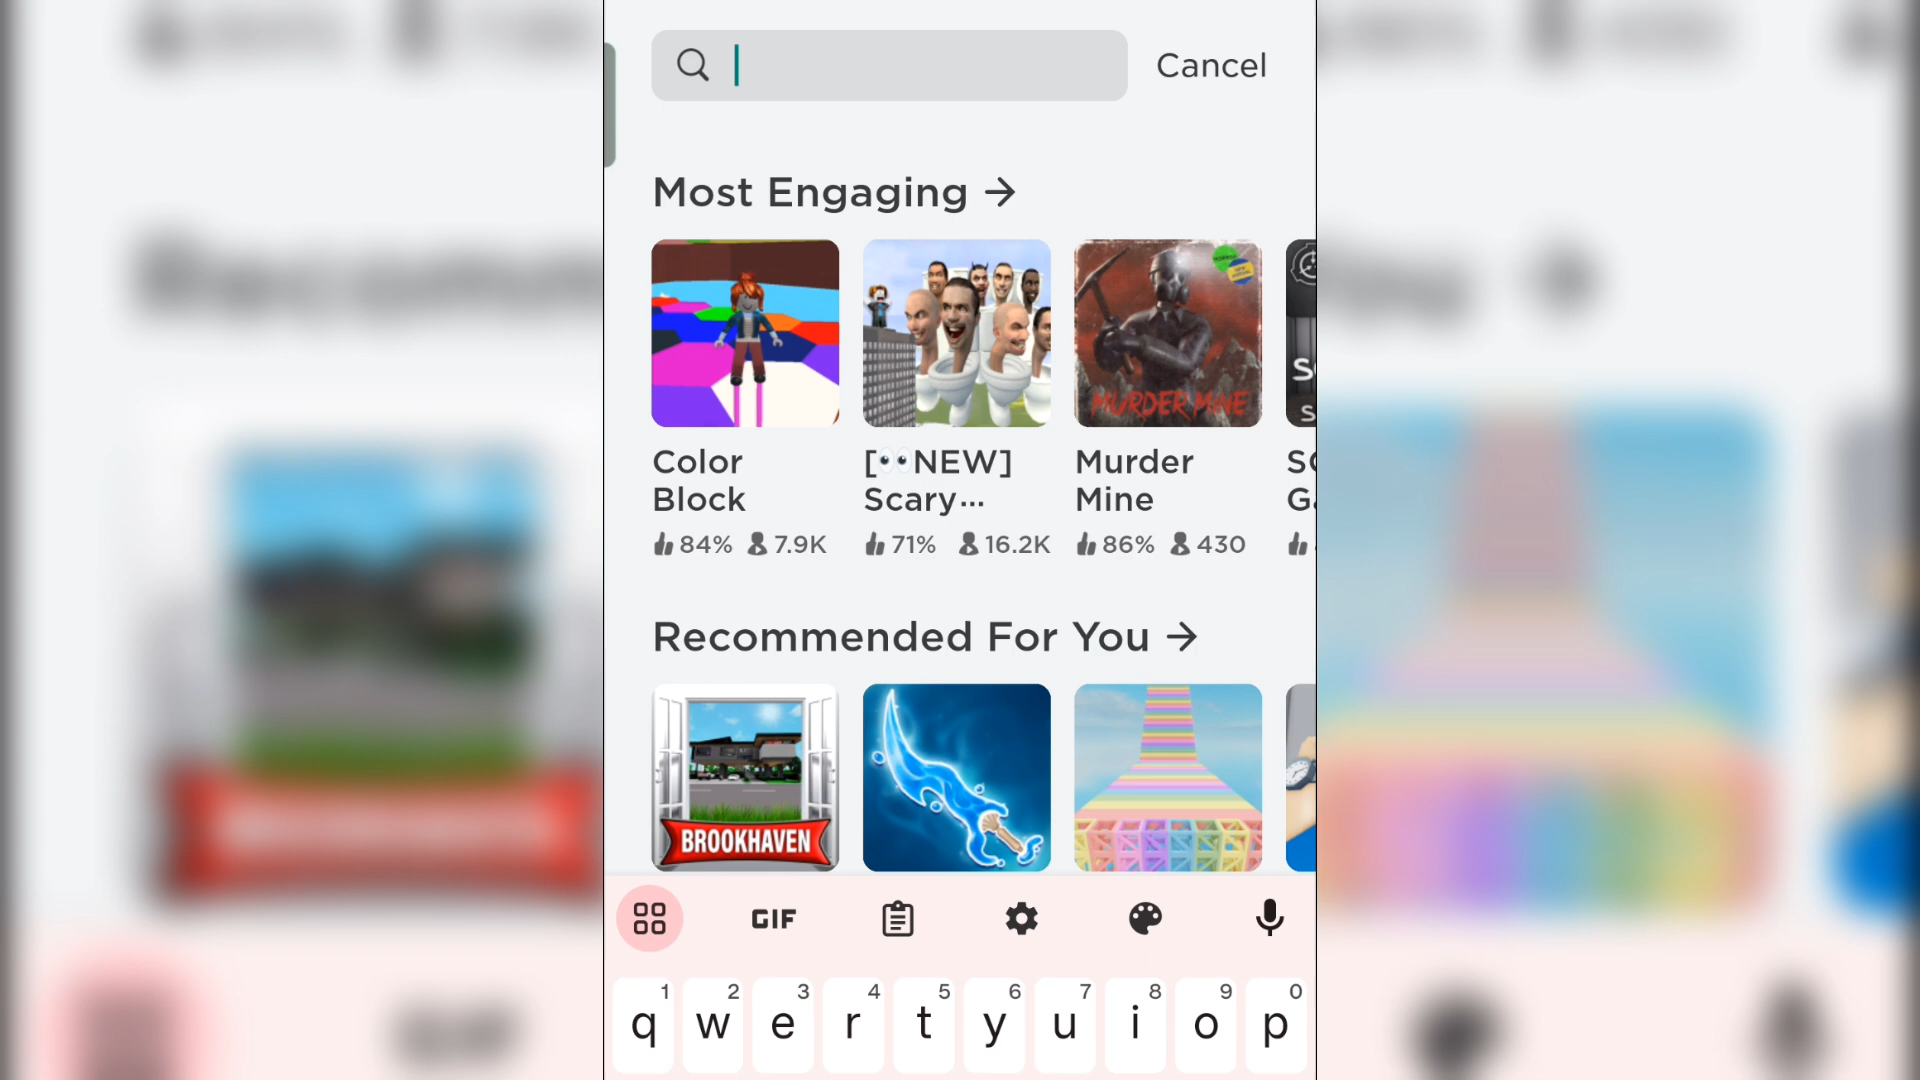 Cancel
Most Engaging →
MURDER MINE
Color
Block
84% 7.9K
[👀NEW]
Scary...
71% 16.2K
Murder
Mine
86% 430
Recommended For You →
BROOKHAVEN
GIF
1 2 3 4 5 6 7 8 9 0
q w e r t y u i o p